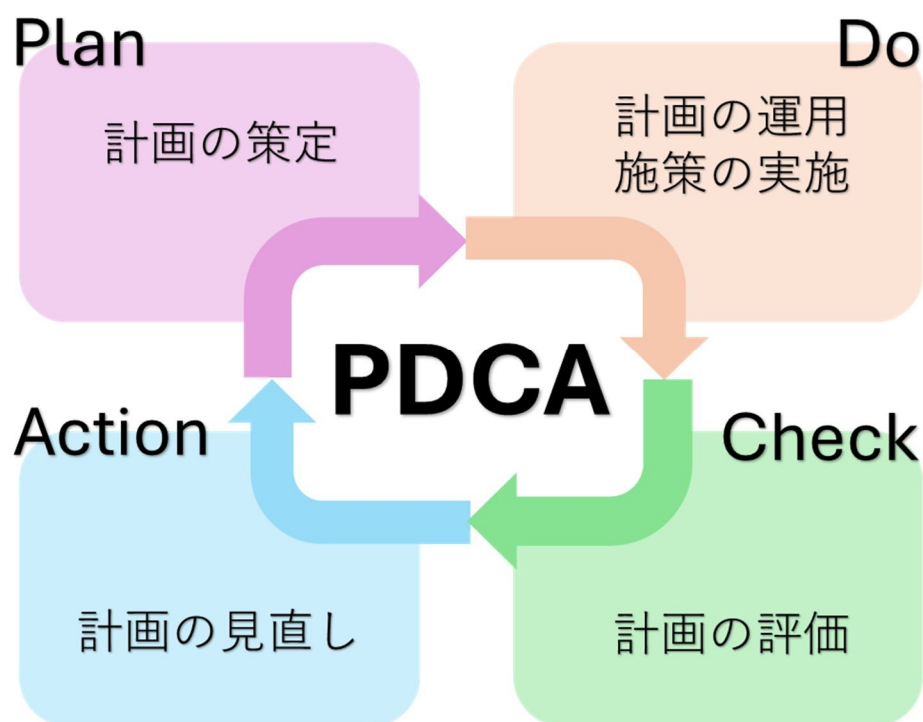 Plan
計画の策定
Do
計画の運用
施策の実施
PDCA
Action
計画の見直し
Check
計画の評価